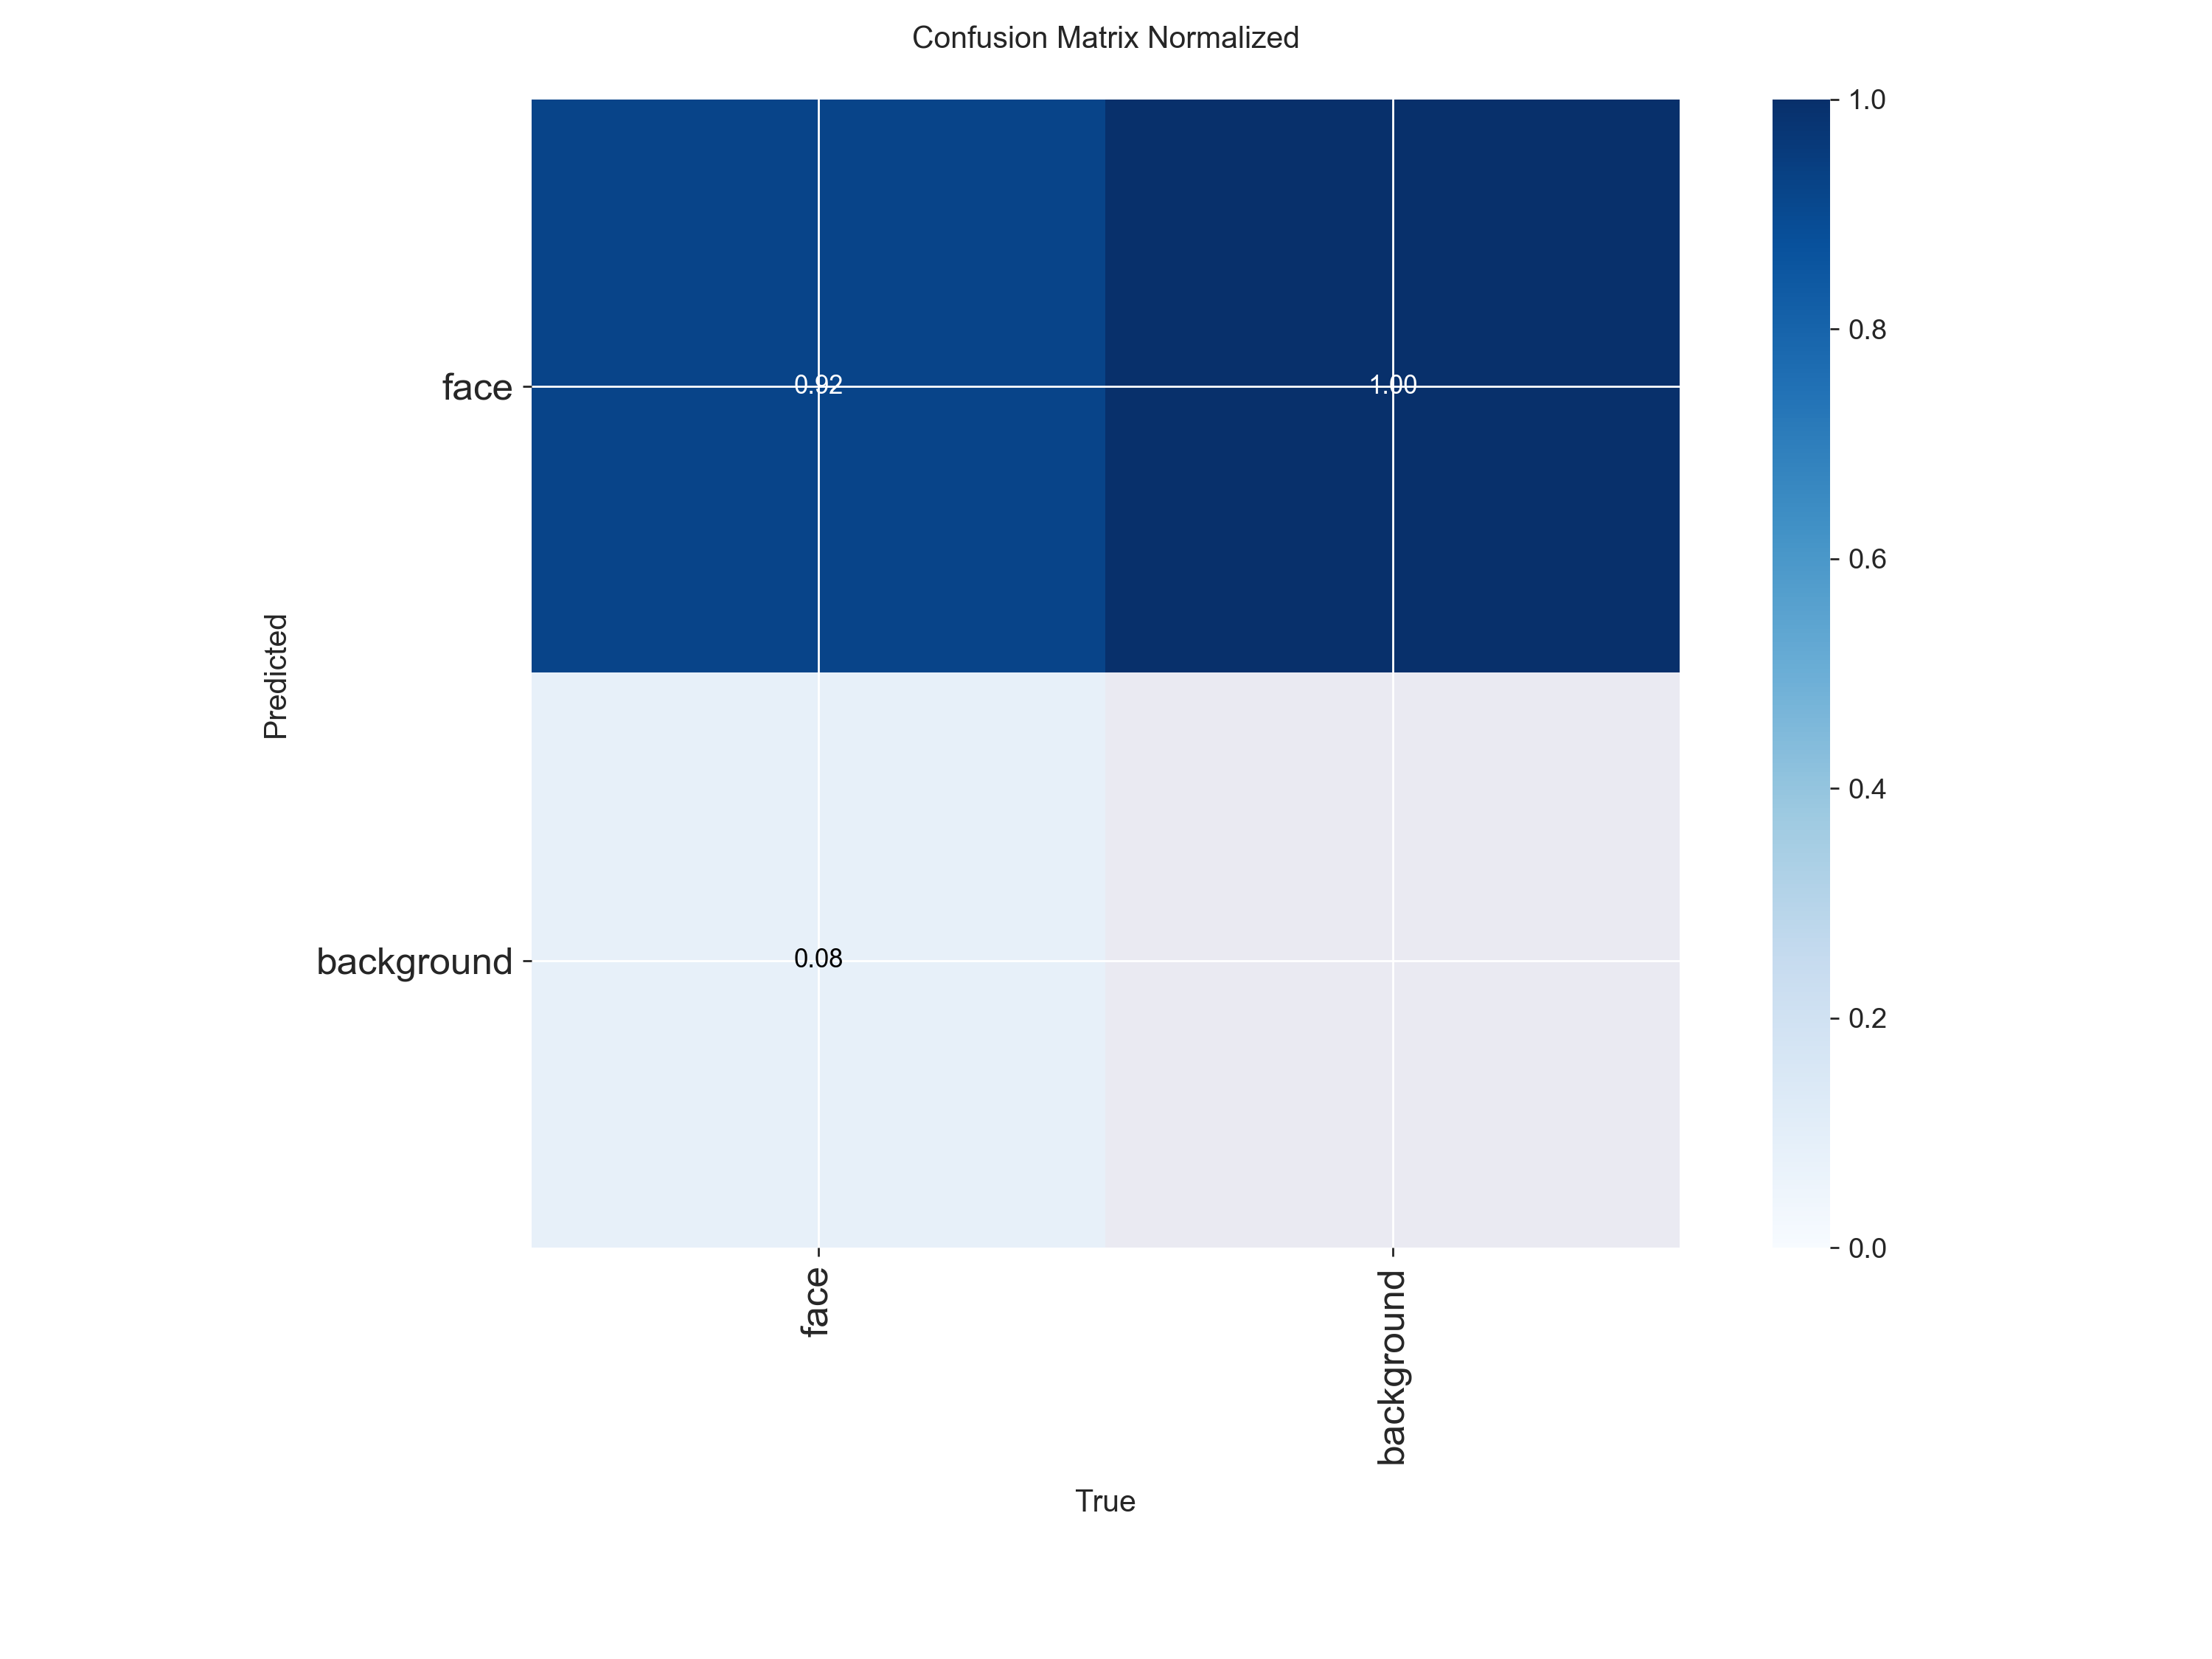 Confusion Matrix Normalized
1.0
0.8
0.6
0.4
0.2
0.0
Predicted
face
0.92
1.00
background
0.08
face
background
True